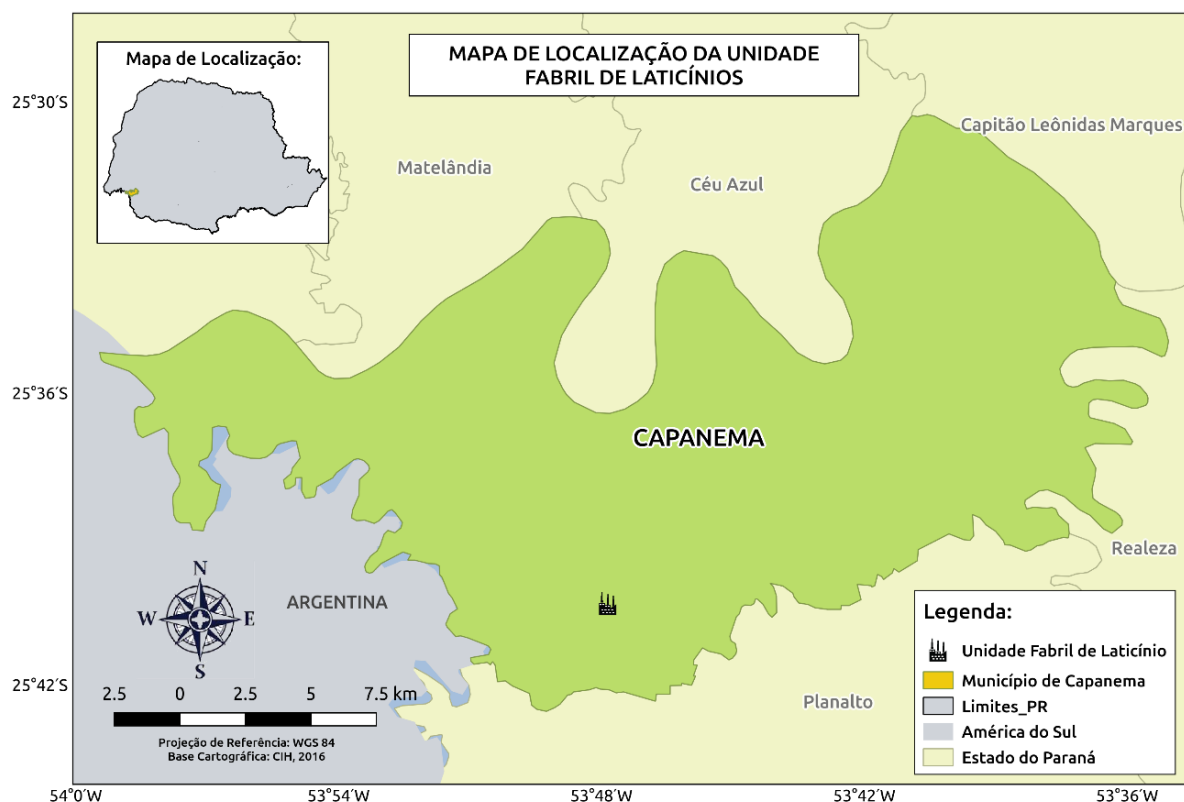 MAPA DE LOCALIZAÇÃO DA UNIDADE
FABRIL DE LATICÍNIOS
Mapa de Localização:
25°30′S
25°36′S
25°42′S
Capitão Leônidas Marques
Matelândia
Céu Azul
CAPANEMA
Realeza
ARGENTINA
Planalto
N
W
E
S
2.5 0 2.5 5 7.5 km
Projeção de Referência: WGS 84
Base Cartográfica: CIH, 2016
Legenda:
Unidade Fabril de Laticínio
Município de Capanema
Limites_PR
América do Sul
Estado do Paraná
54°0′W 53°54′W 53°48′W 53°42′W 53°36′W